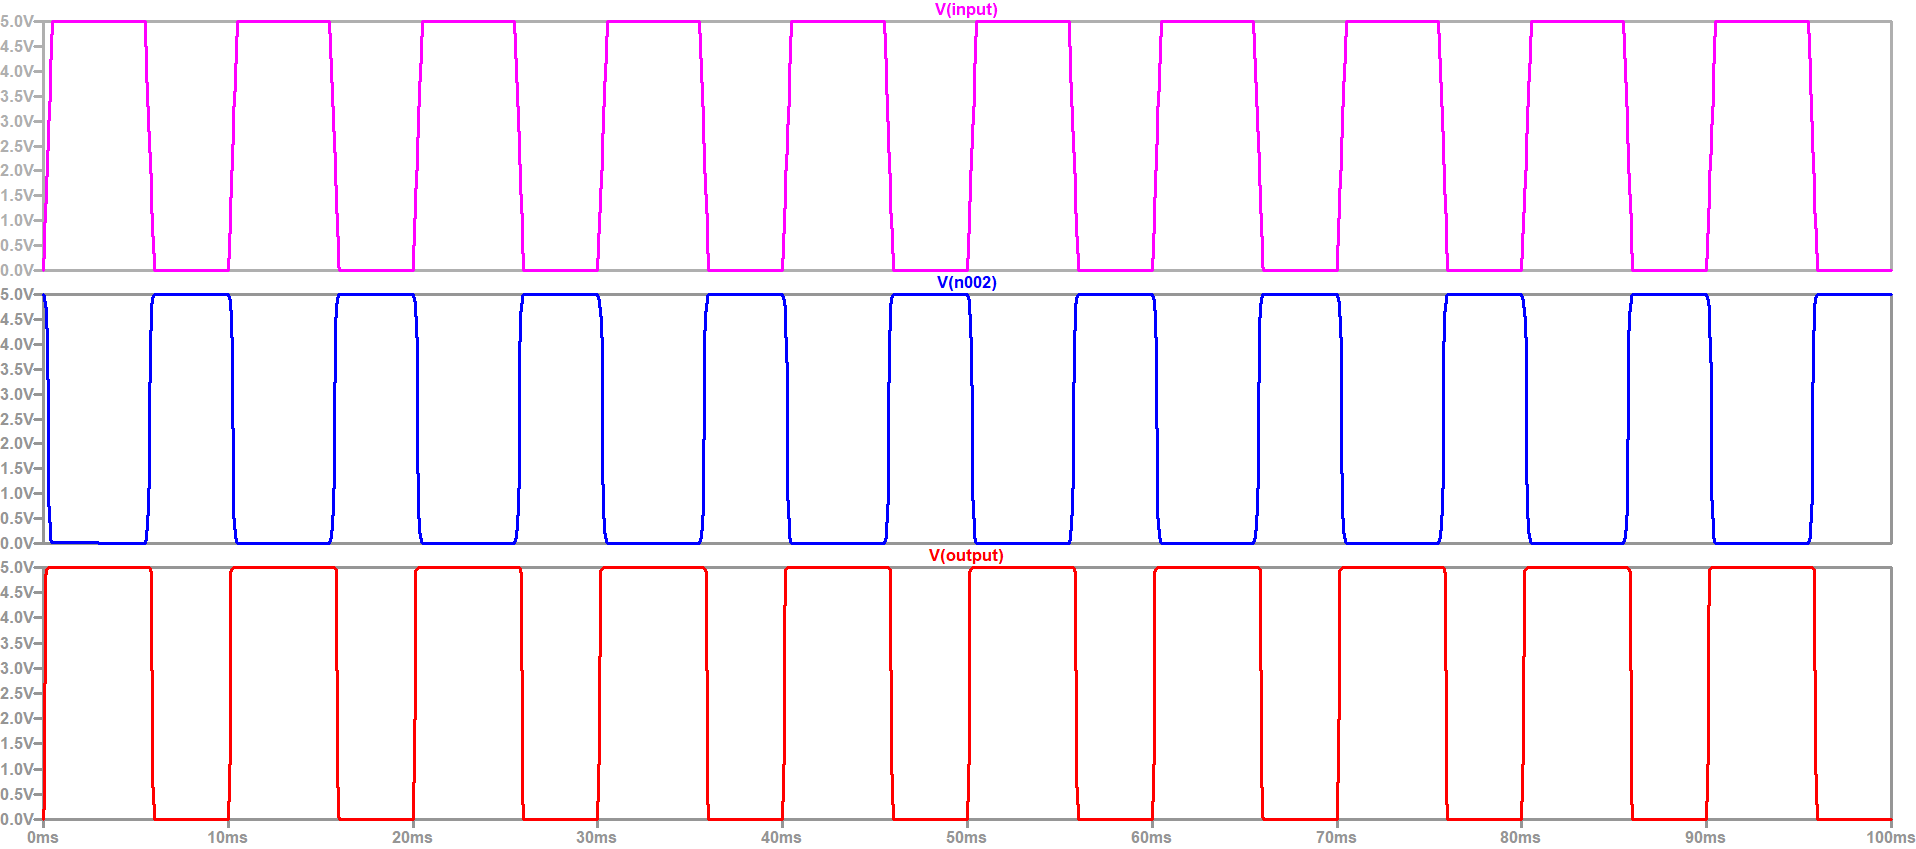 V(input)
5.0V
4.5V
4.0V
3.5V
3.0V
2.5V
2.0V
1.5V
1.0V
0.5V
0.0V
V(n002)
5.0V
4.5V
4.0V
3.5V
3.0V
2.5V
2.0V
1.5V
1.0V
0.5V
0.0V
V(output)
5.0V
4.5V
4.0V
3.5V
3.0V
2.5V
2.0V
1.5V
1.0V
0.5V
0.0V
0ms 10ms 20ms 30ms 40ms 50ms 60ms 70ms 80ms 90ms 100ms